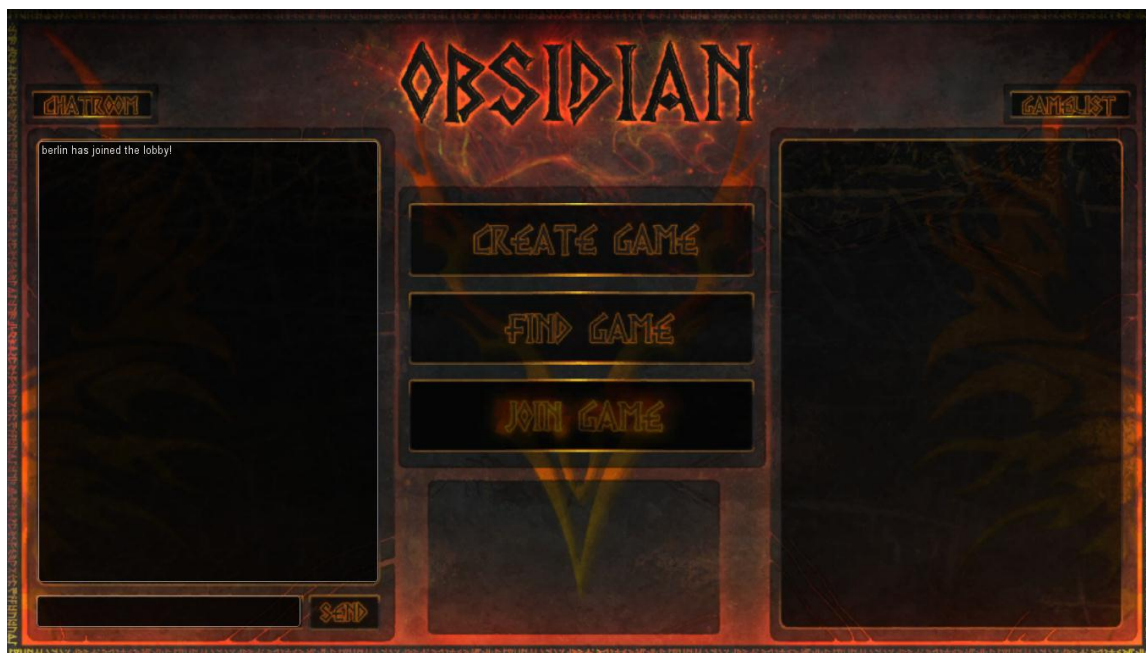 OBSIDIAN
CHATROOM
GAMELIST
berlin has joined the lobby!
CREATE GAME
FIND GAME
JOIN GAME
SEND